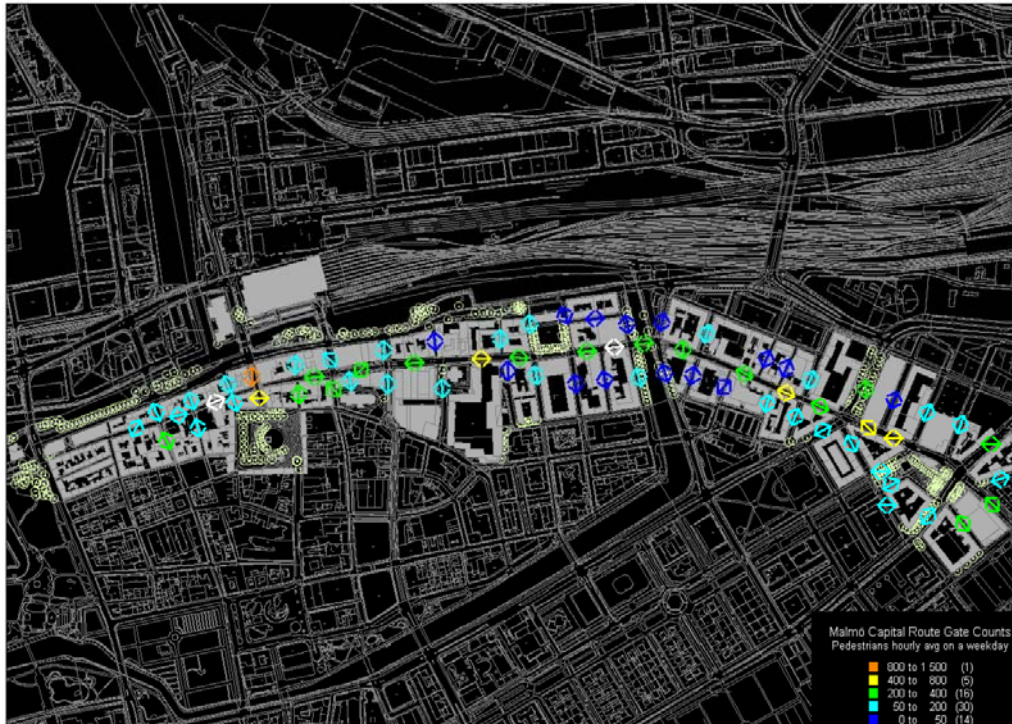 Malmö Capital Route Gate Counts
Pedestrians hourly avg on a weekday
800 to 1 500 (1)
400 to 800 (5)
200 to 400 (16)
50 to 200 (30)
0 to 50 (14)